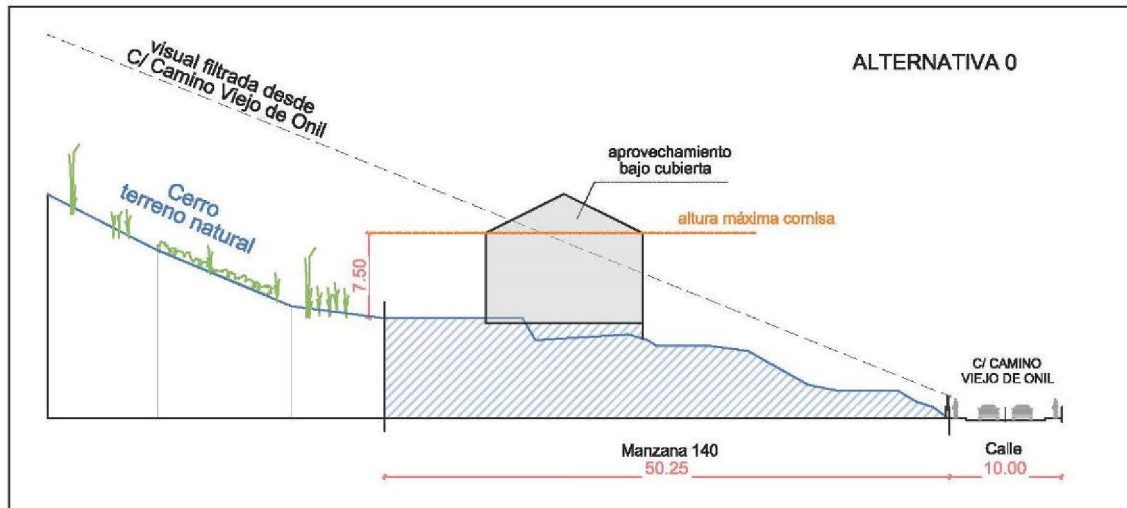 ALTERNATIVA 0
visual filtrada desde
C/ Camino Viejo de Onil
aprovechamiento
bajo cubierta
Cerro
terreno natural
altura máxima cornisa
7.50
C/ CAMINO
VIEJO DE ONIL
Manzana 140
50.25
Calle
10.00